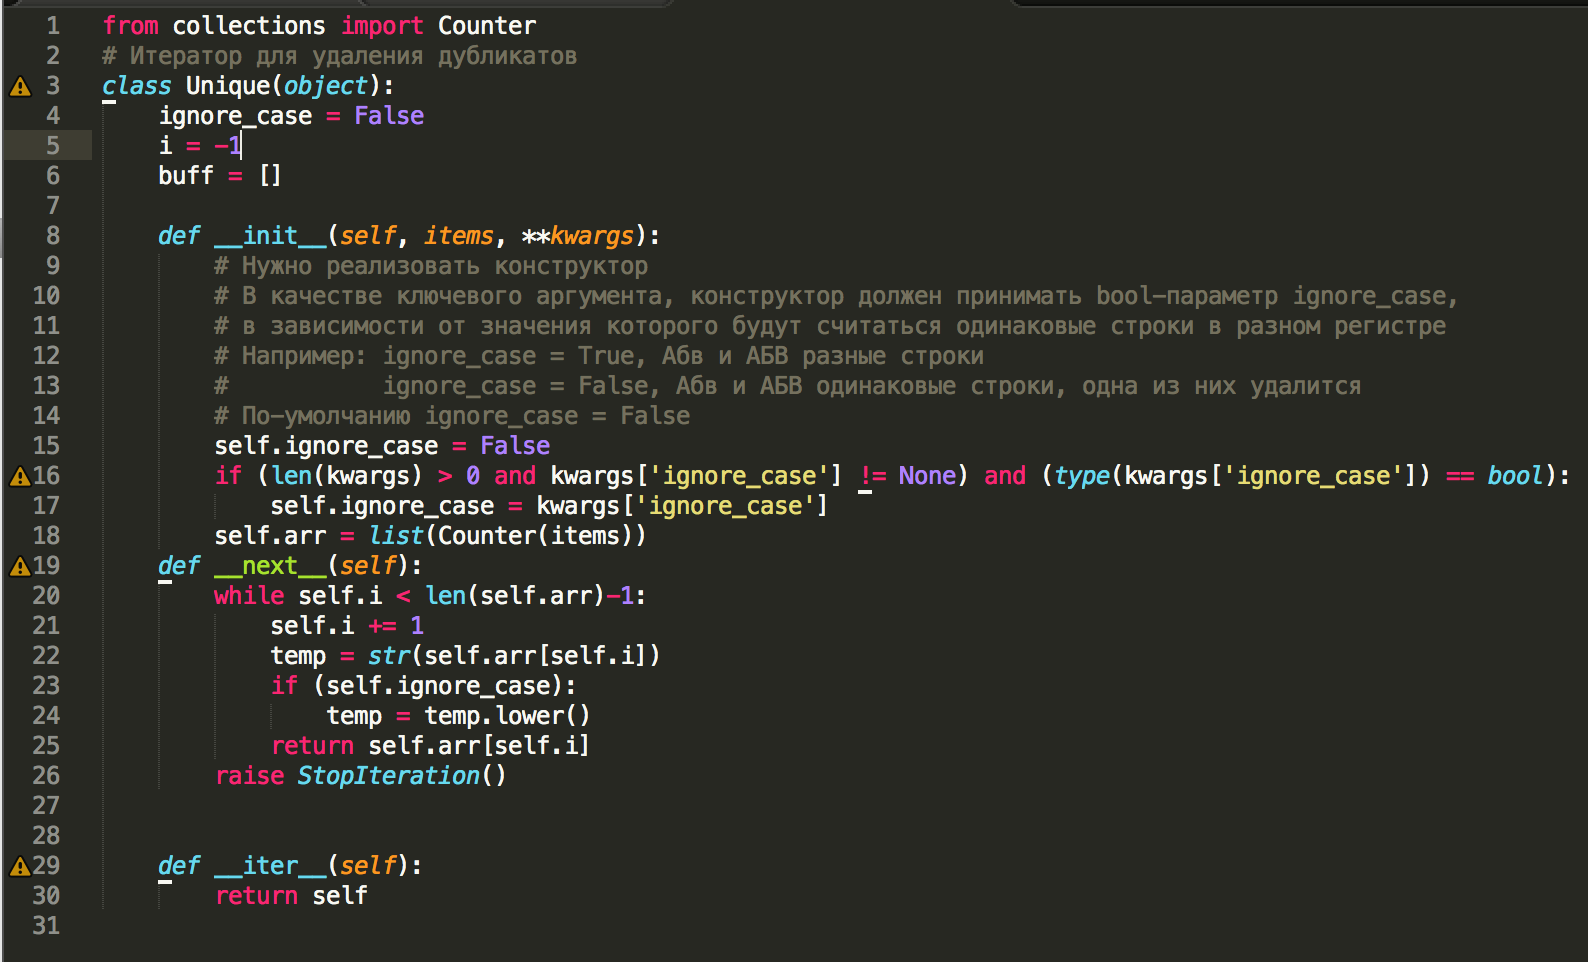 1 from collections import Counter
2 # Итератор для удаления дубликатов
3 class Unique(object):
4     ignore_case = False
5     i = -1
6     buff = []
7
8     def __init__(self, items, **kwargs):
9         # Нужно реализовать конструктор
10         # В качестве ключевого аргумента, конструктор должен принимать bool-параметр ignore_case,
11         # в зависимости от значения которого будут считаться одинаковые строки в разном регистре
12         # Например: ignore_case = True, Абв и АБВ разные строки
13         #           ignore_case = False, Абв и АБВ одинаковые строки, одна из них удалится
14         # По-умолчанию ignore_case = False
15         self.ignore_case = False
16         if (len(kwargs) > 0 and kwargs['ignore_case'] != None) and (type(kwargs['ignore_case']) == bool):
17             self.ignore_case = kwargs['ignore_case']
18         self.arr = list(Counter(items))
19     def __next__(self):
20         while self.i < len(self.arr)-1:
21             self.i += 1
22             temp = str(self.arr[self.i])
23             if (self.ignore_case):
24                 temp = temp.lower()
25             return self.arr[self.i]
26         raise StopIteration()
27
28
29     def __iter__(self):
30         return self
31